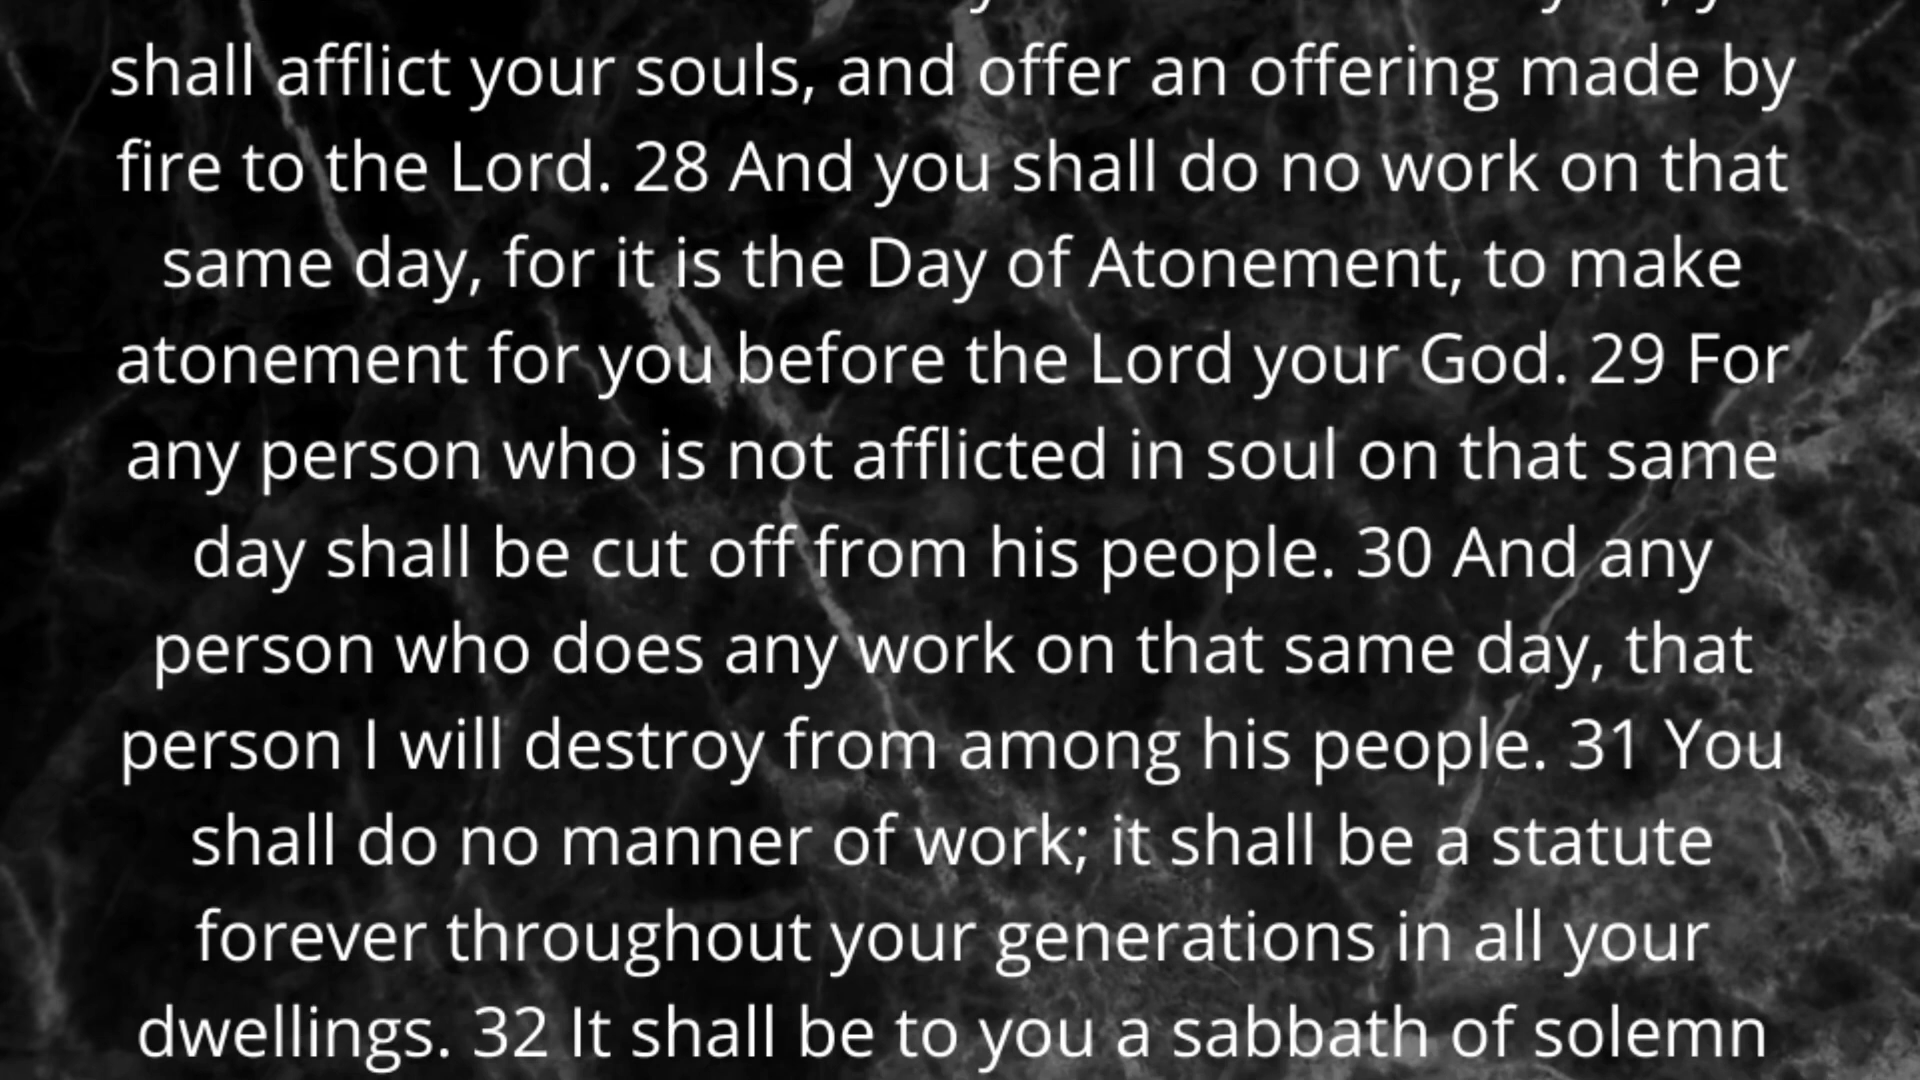 shall afflict your souls, and offer an offering made by
fire to the Lord. 28 And you shall do no work on that
same day, for it is the Day of Atonement, to make
atonement for you before the Lord your God. 29 For
any person who is not afflicted in soul on that same
day shall be cut off from his people. 30 And any
person who does any work on that same day, that
person I will destroy from among his people. 31 You
shall do no manner of work; it shall be a statute
forever throughout your generations in all your
dwellings. 32 It shall be to you a sabbath of solemn